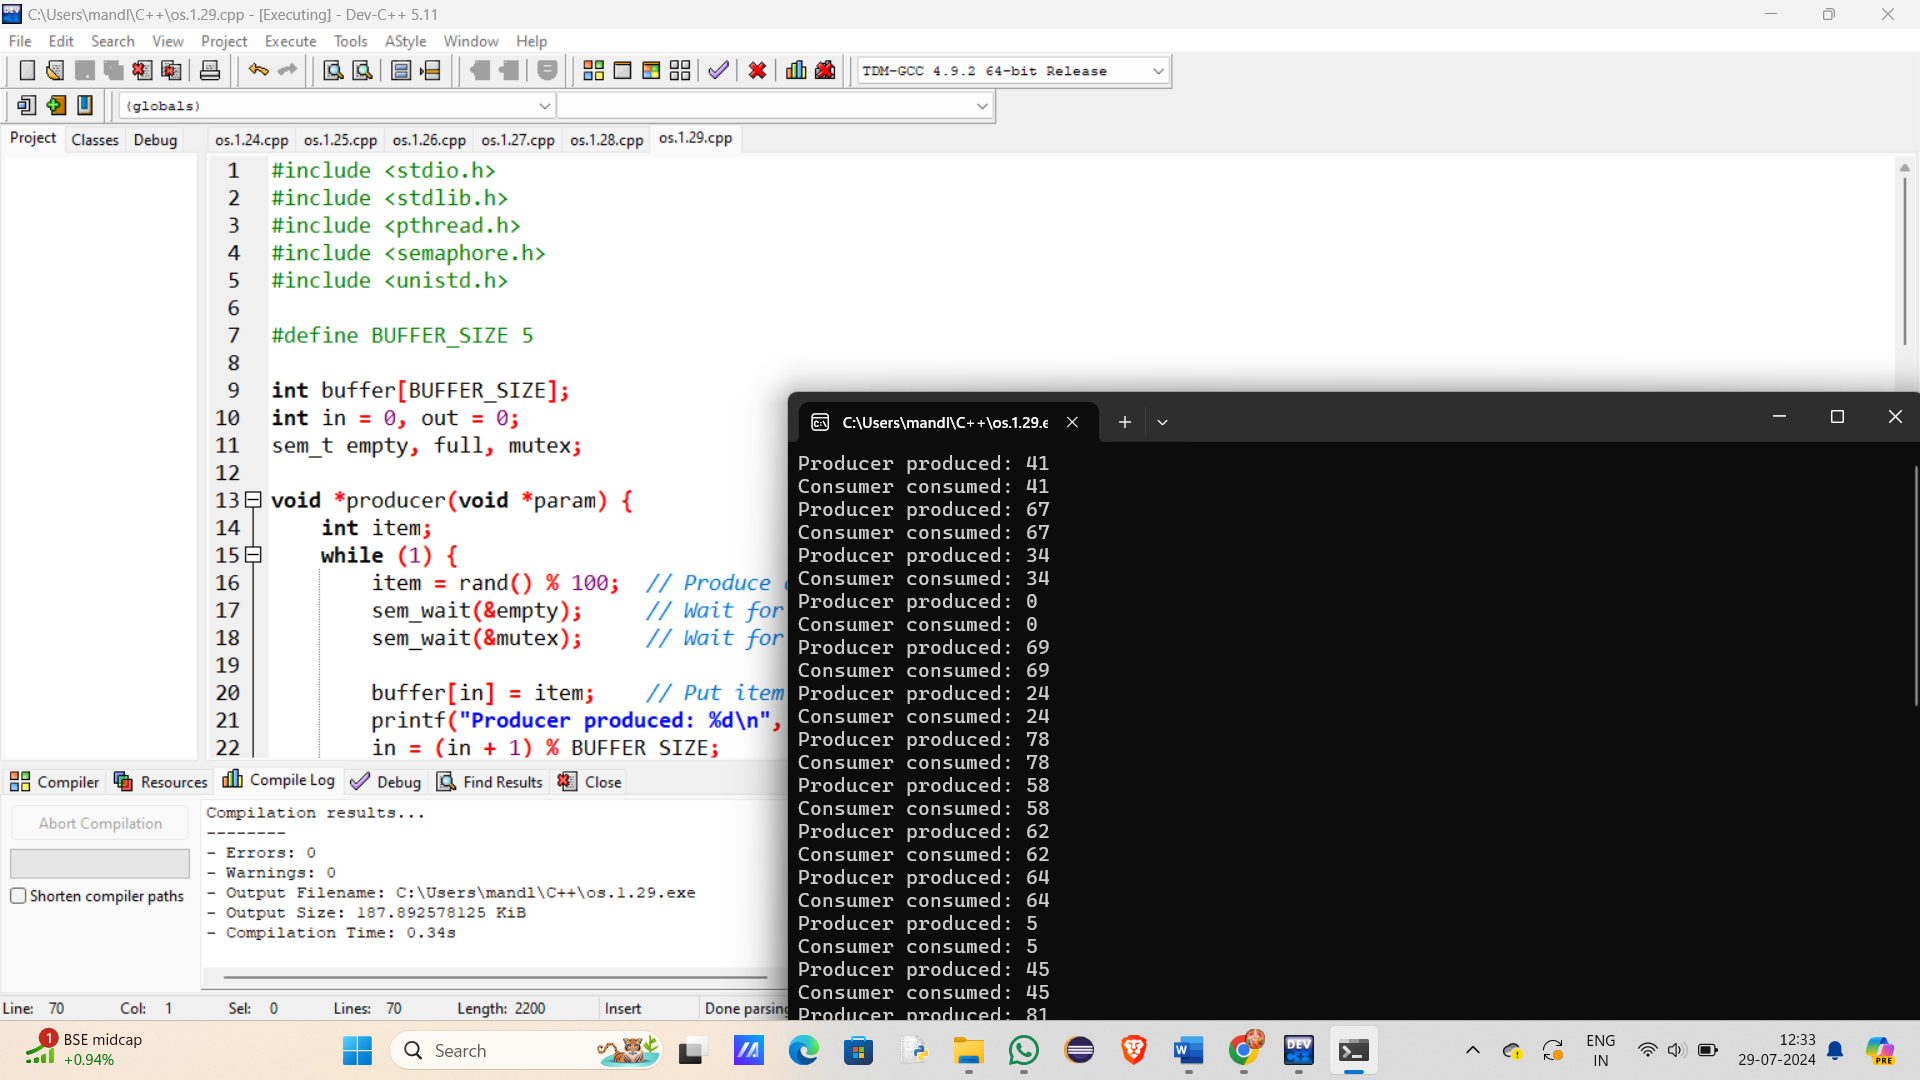 C:\Users\mandl\C++\os.1.29.cpp - [Executing] - Dev-C++ 5.11
File Edit Search View Project Execute Tools AStyle Window Help
TDM-GCC 4.9.2 64-bit Release
(globals)
Project Classes Debug
os.1.24.cpp os.1.25.cpp os.1.26.cpp os.1.27.cpp os.1.28.cpp os.1.29.cpp
1 #include <stdio.h>
2 #include <stdlib.h>
3 #include <pthread.h>
4 #include <semaphore.h>
5 #include <unistd.h>
6
7 #define BUFFER_SIZE 5
8
9 int buffer[BUFFER_SIZE];
10 int in = 0, out = 0;
11 sem_t empty, full, mutex;
12
13 void *producer(void *param) {
14 int item;
15 while (1) {
16 item = rand() % 100; // Produce
17 sem_wait(&empty); // Wait for
18 sem_wait(&mutex); // Wait for
19
20 buffer[in] = item; // Put item
21 printf("Producer produced: %d\n",
22 in = (in + 1) % BUFFER_SIZE;
Compiler Resources Compile Log Debug Find Results Close
Abort Compilation
Shorten compiler paths
Compilation results...
--------
- Errors: 0
- Warnings: 0
- Output Filename: C:\Users\mandl\C++\os.1.29.exe
- Output Size: 187.892578125 KiB
- Compilation Time: 0.34s
Line: 70 Col: 1 Sel: 0 Lines: 70 Length: 2200 Insert Done parsing
C:\Users\mandl\C++\os.1.29.e
Producer produced: 41
Consumer consumed: 41
Producer produced: 67
Consumer consumed: 67
Producer produced: 34
Consumer consumed: 34
Producer produced: 0
Consumer consumed: 0
Producer produced: 69
Consumer consumed: 69
Producer produced: 24
Consumer consumed: 24
Producer produced: 78
Consumer consumed: 78
Producer produced: 58
Consumer consumed: 58
Producer produced: 62
Consumer consumed: 62
Producer produced: 64
Consumer consumed: 64
Producer produced: 5
Consumer consumed: 5
Producer produced: 45
Consumer consumed: 45
Producer produced: 81
1
BSE midcap
+0.94%
Search
DEV
C++
PRE
ENG
IN
12:33
29-07-2024